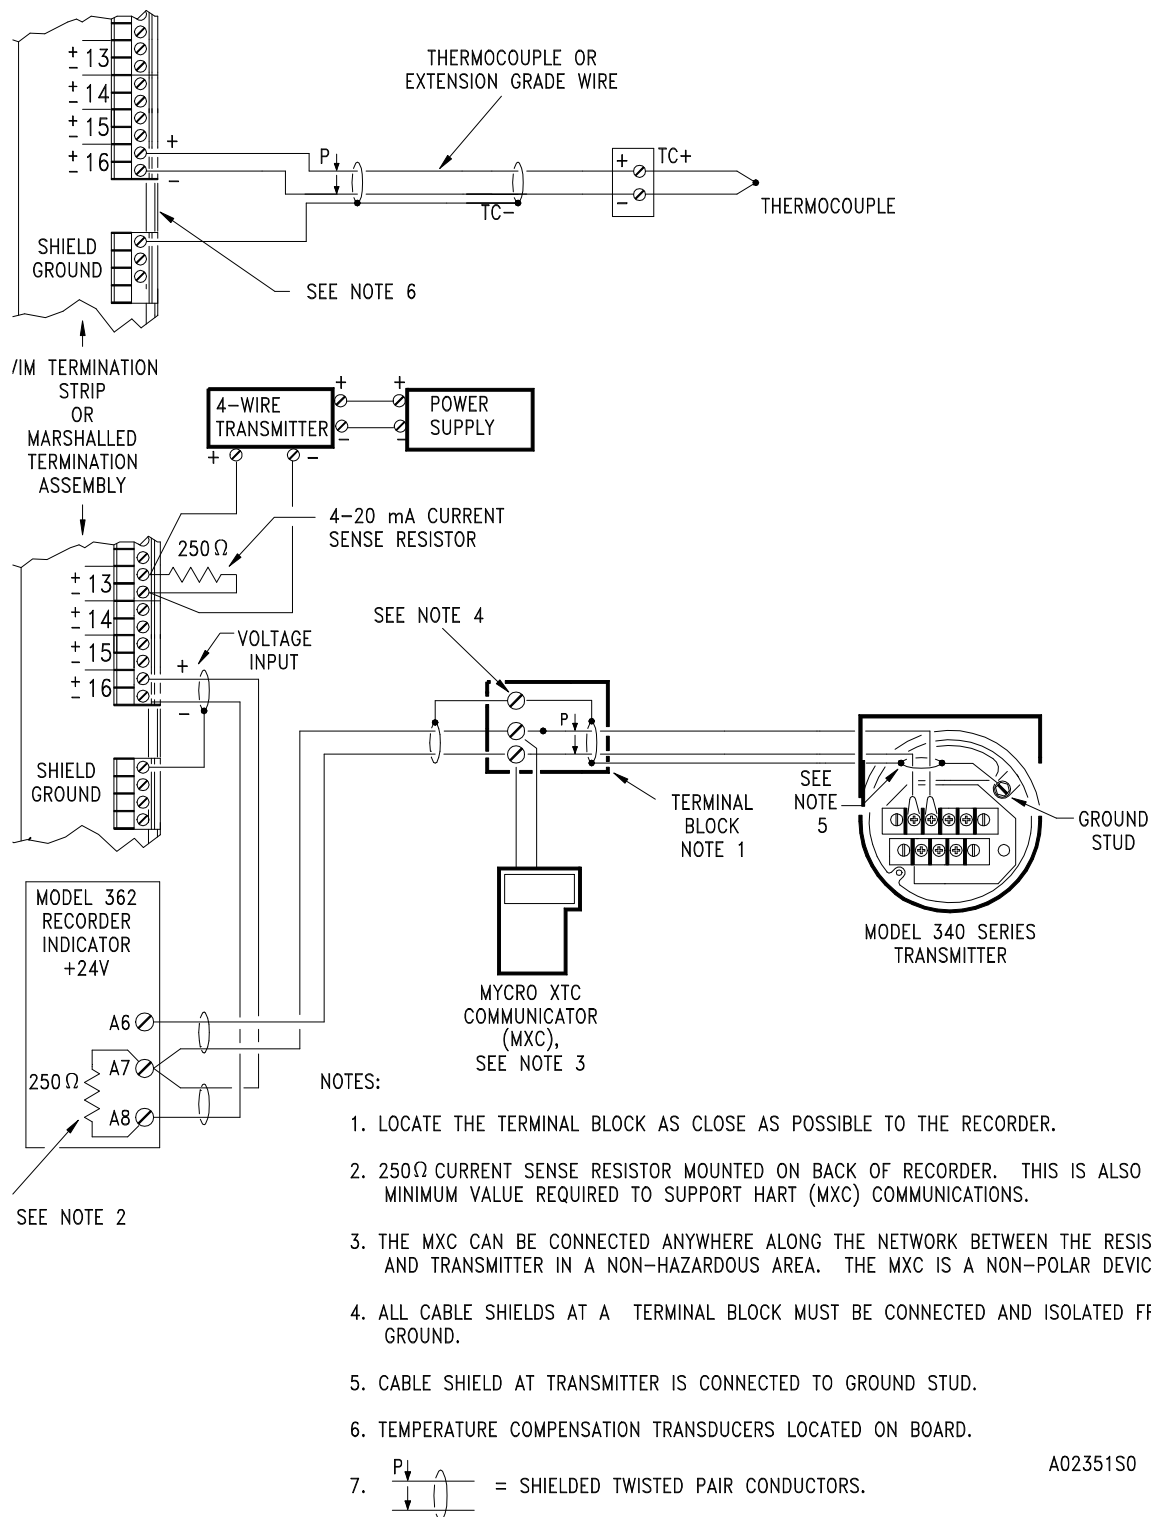 +
- 13
+
- 14
+
- 15
+
- 16
+
-
THERMOCOUPLE OR
EXTENSION GRADE WIRE
P
TC+
+
-
TC-
THERMOCOUPLE
SHIELD
GROUND
SEE NOTE 6
/IM TERMINATION
STRIP
OR
MARSHALLED
TERMINATION
ASSEMBLY
4-WIRE
TRANSMITTER
+ +
- -
POWER
SUPPLY
+ -
4-20 mA CURRENT
SENSE RESISTOR
250Ω
+
- 13
+
- 14
+
- 15
+
- 16
VOLTAGE
INPUT
+
-
SHIELD
GROUND
SEE NOTE 4
P
TERMINAL
BLOCK
NOTE 1
SEE
NOTE
5
GROUND
STUD
MODEL 340 SERIES
TRANSMITTER
MYCRO XTC
COMMUNICATOR
(MXC),
SEE NOTE 3
MODEL 362
RECORDER
INDICATOR
+24V
A6
A7
250Ω
A8
SEE NOTE 2
NOTES:
1. LOCATE THE TERMINAL BLOCK AS CLOSE AS POSSIBLE TO THE RECORDER.
2. 250Ω CURRENT SENSE RESISTOR MOUNTED ON BACK OF RECORDER. THIS IS ALSO
MINIMUM VALUE REQUIRED TO SUPPORT HART (MXC) COMMUNICATIONS.
3. THE MXC CAN BE CONNECTED ANYWHERE ALONG THE NETWORK BETWEEN THE RESIS
AND TRANSMITTER IN A NON-HAZARDOUS AREA. THE MXC IS A NON-POLAR DEVIC
4. ALL CABLE SHIELDS AT A TERMINAL BLOCK MUST BE CONNECTED AND ISOLATED FR
GROUND.
5. CABLE SHIELD AT TRANSMITTER IS CONNECTED TO GROUND STUD.
6. TEMPERATURE COMPENSATION TRANSDUCERS LOCATED ON BOARD.
7. P = SHIELDED TWISTED PAIR CONDUCTORS.
A02351S0